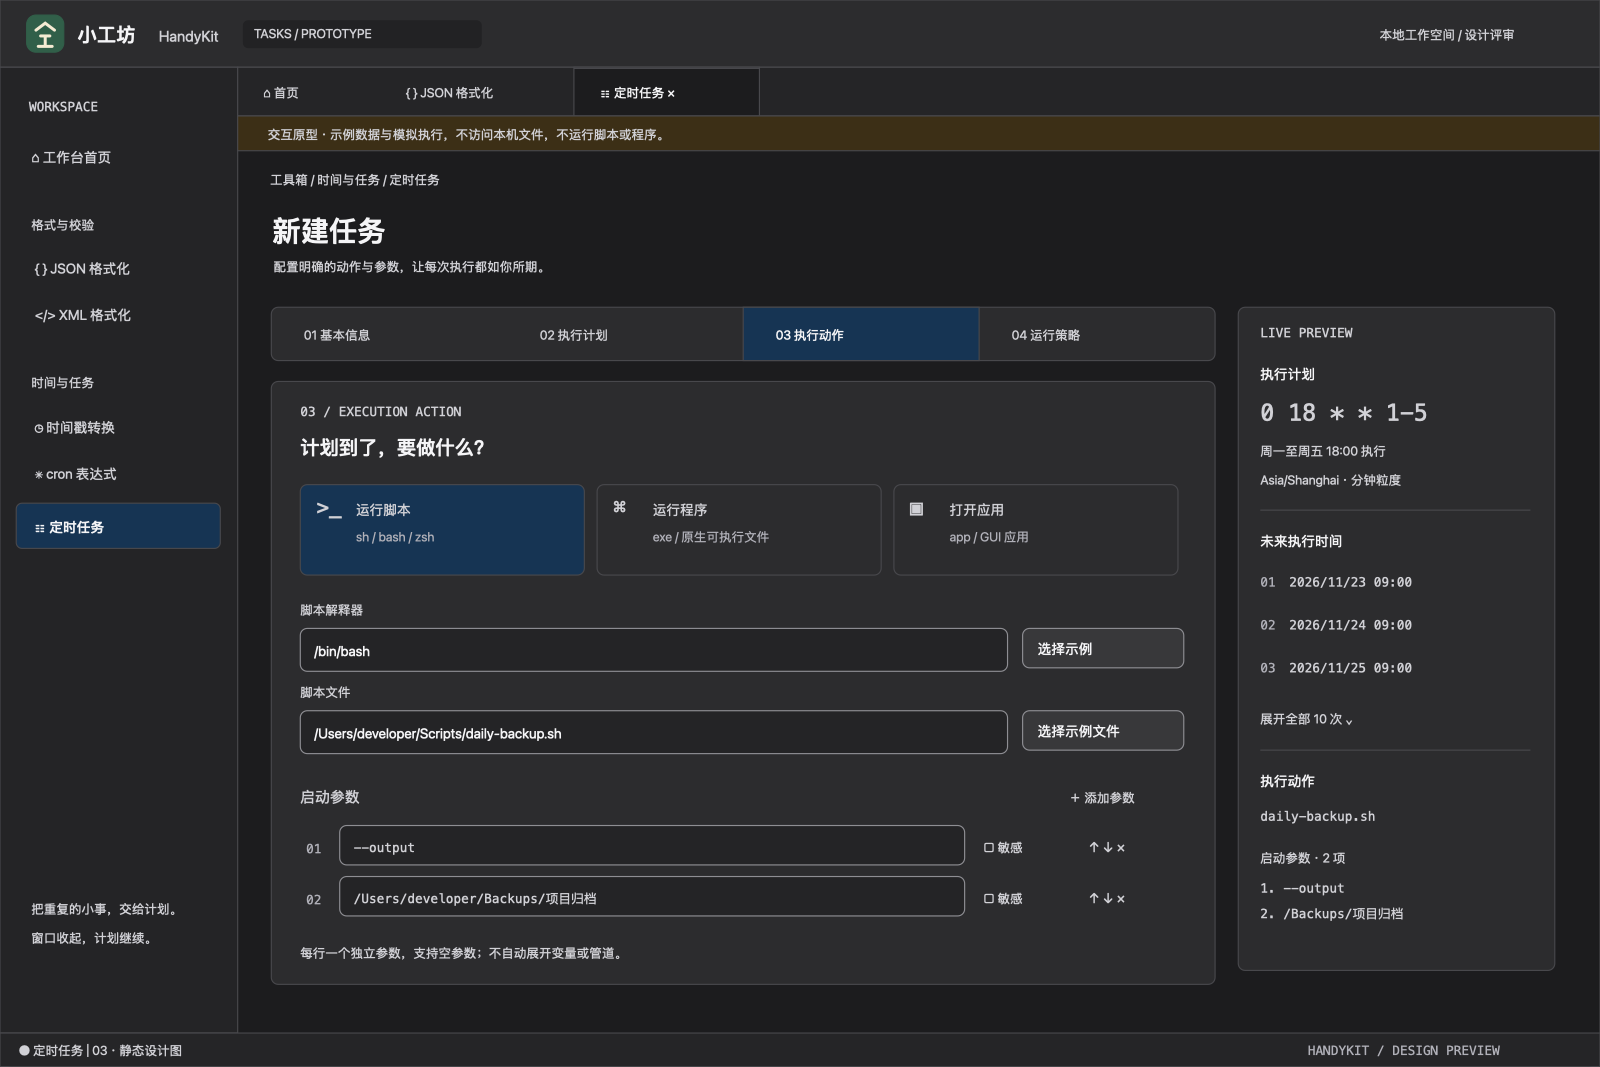 小工坊 HandyKit TASKS / PROTOTYPE 本地工作空间 / 设计评审
WORKSPACE
工作台首页
格式与校验
{ } JSON 格式化
</> XML 格式化
时间与任务
时间戳转换
cron 表达式
定时任务
把重复的小事，交给计划。
窗口收起，计划继续。
首页 { } JSON 格式化 定时任务 ×
交互原型 · 示例数据与模拟执行，不访问本机文件，不运行脚本或程序。
工具箱 / 时间与任务 / 定时任务
新建任务
配置明确的动作与参数，让每次执行都如你所期。
01 基本信息 02 执行计划 03 执行动作 04 运行策略
03 / EXECUTION ACTION
计划到了，要做什么？
>_ 运行脚本
sh / bash / zsh
⌘ 运行程序
exe / 原生可执行文件
打开应用
app / GUI 应用
脚本解释器
/bin/bash 选择示例
脚本文件
/Users/developer/Scripts/daily-backup.sh 选择示例文件
启动参数 + 添加参数
01 --output 敏感 ↑ ↓ ×
02 /Users/developer/Backups/项目归档 敏感 ↑ ↓ ×
每行一个独立参数，支持空参数；不自动展开变量或管道。
LIVE PREVIEW
执行计划
0 18 * * 1-5
周一至周五 18:00 执行
Asia/Shanghai · 分钟粒度
未来执行时间
01 2026/11/23 09:00
02 2026/11/24 09:00
03 2026/11/25 09:00
展开全部 10 次 ⌄
执行动作
daily-backup.sh
启动参数 · 2 项
1. --output
2. /Backups/项目归档
定时任务 | 03 · 静态设计图 HANDYKIT / DESIGN PREVIEW